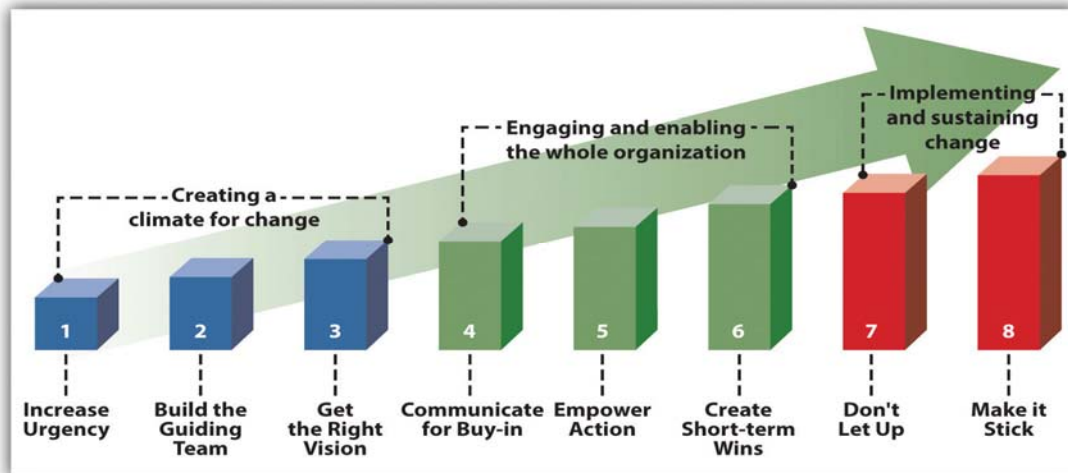 Creating a
climate for change
Engaging and enabling
the whole organization
Implementing
and sustaining
change
1
2
3
4
5
6
7
8
Increase
Urgency
Build the
Guiding
Team
Get
the Right
Vision
Communicate
for Buy-in
Empower
Action
Create
Short-term
Wins
Don't
Let Up
Make it
Stick